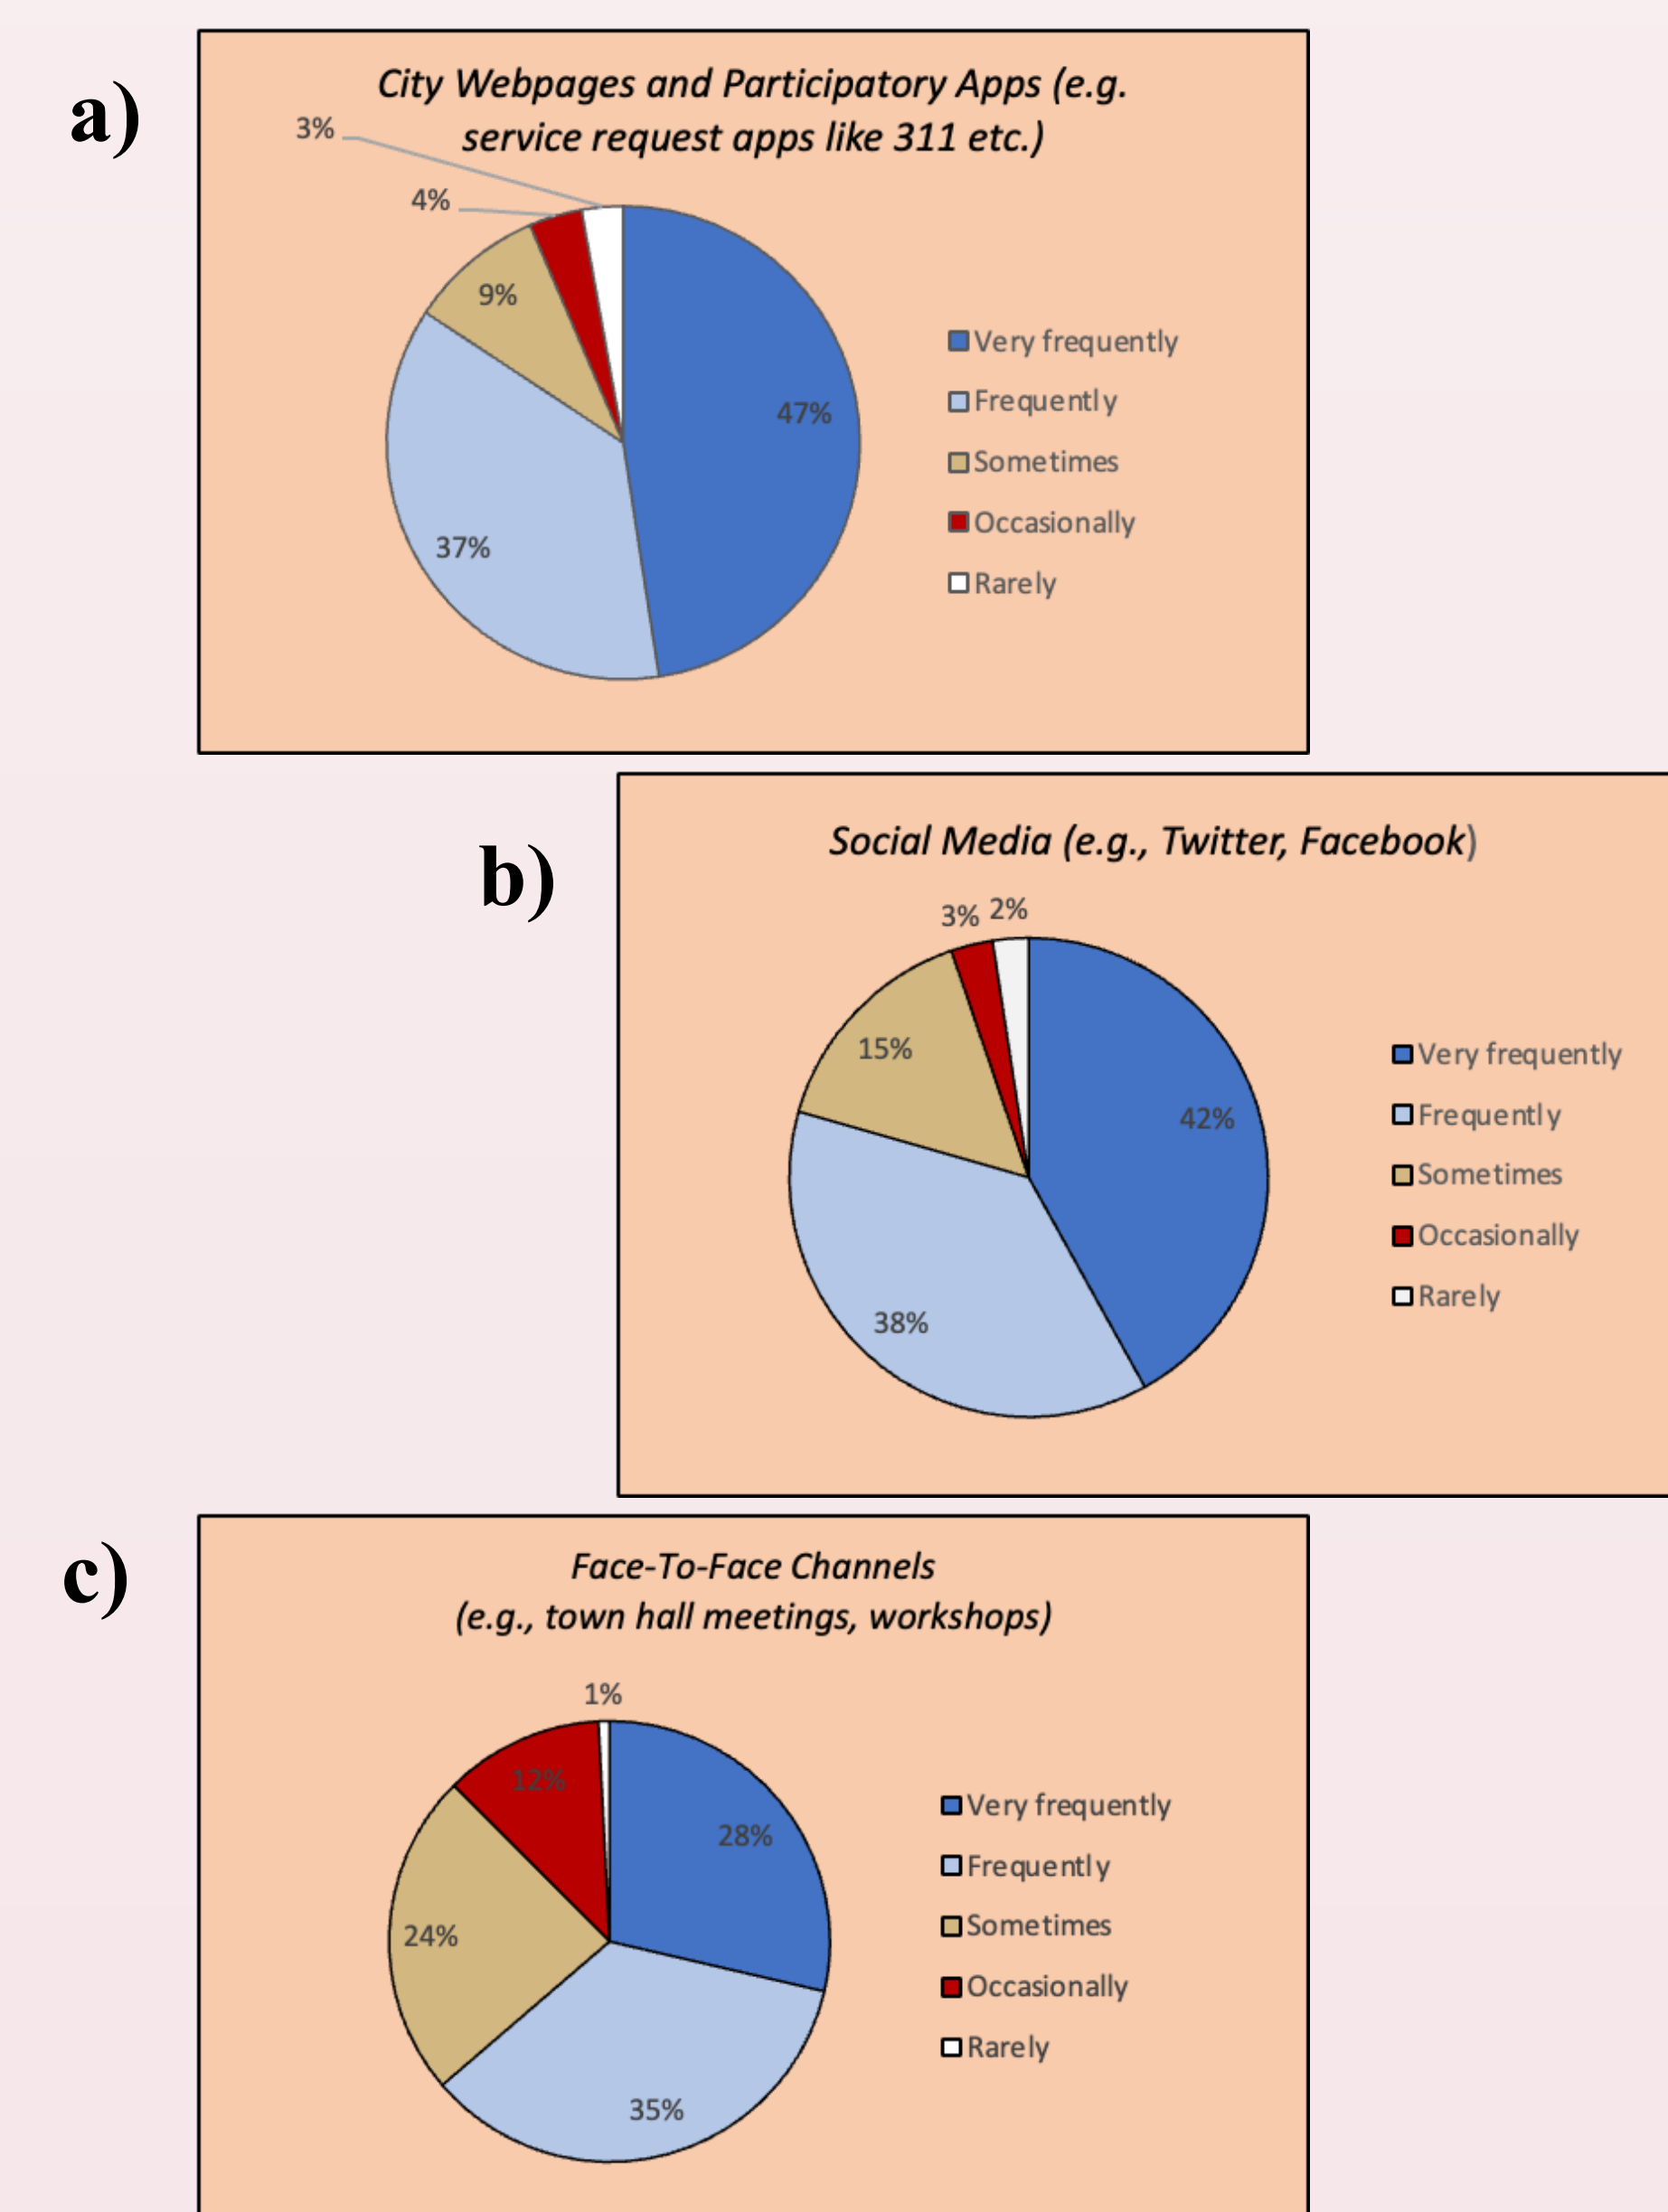 a)
City Webpages and Participatory Apps (e.g.
service request apps like 311 etc.)
3%
4%
9%
47%
37%
Very frequently
Frequently
Sometimes
Occasionally
Rarely
b)
Social Media (e.g., Twitter, Facebook)
3% 2%
15%
42%
38%
Very frequently
Frequently
Sometimes
Occasionally
Rarely
c)
Face-To-Face Channels
(e.g., town hall meetings, workshops)
1%
12%
28%
24%
35%
Very frequently
Frequently
Sometimes
Occasionally
Rarely